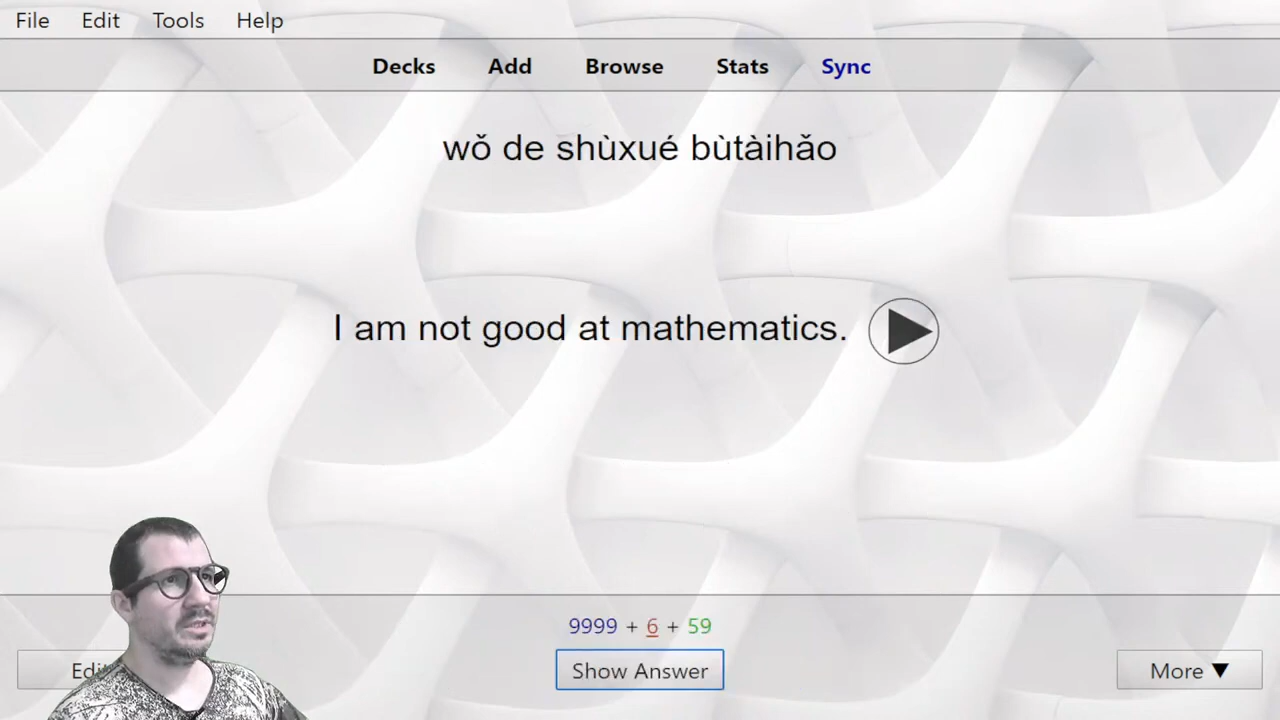 File Edit Tools Help
Decks Add Browse Stats Sync
wǒ de shùxué bùtàihǎo
I am not good at mathematics.
9999 + 6 + 59
Edit Show Answer More ▼